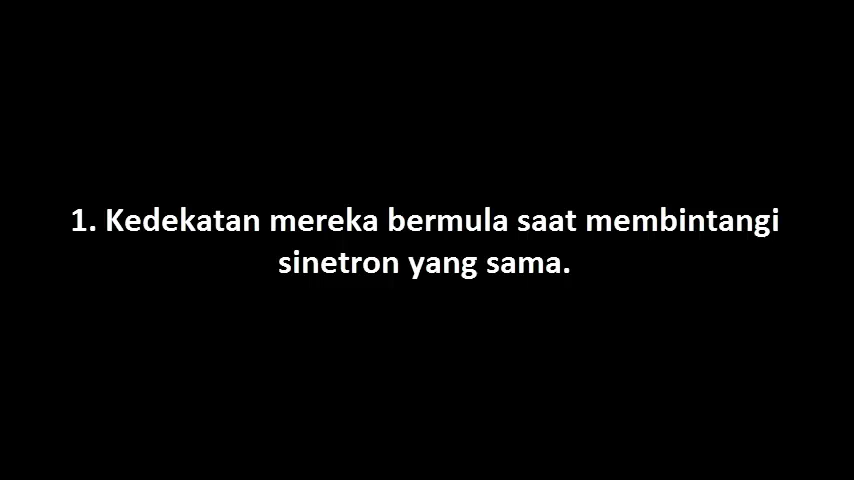 1. Kedekatan mereka bermula saat membintangi
sinetron yang sama.